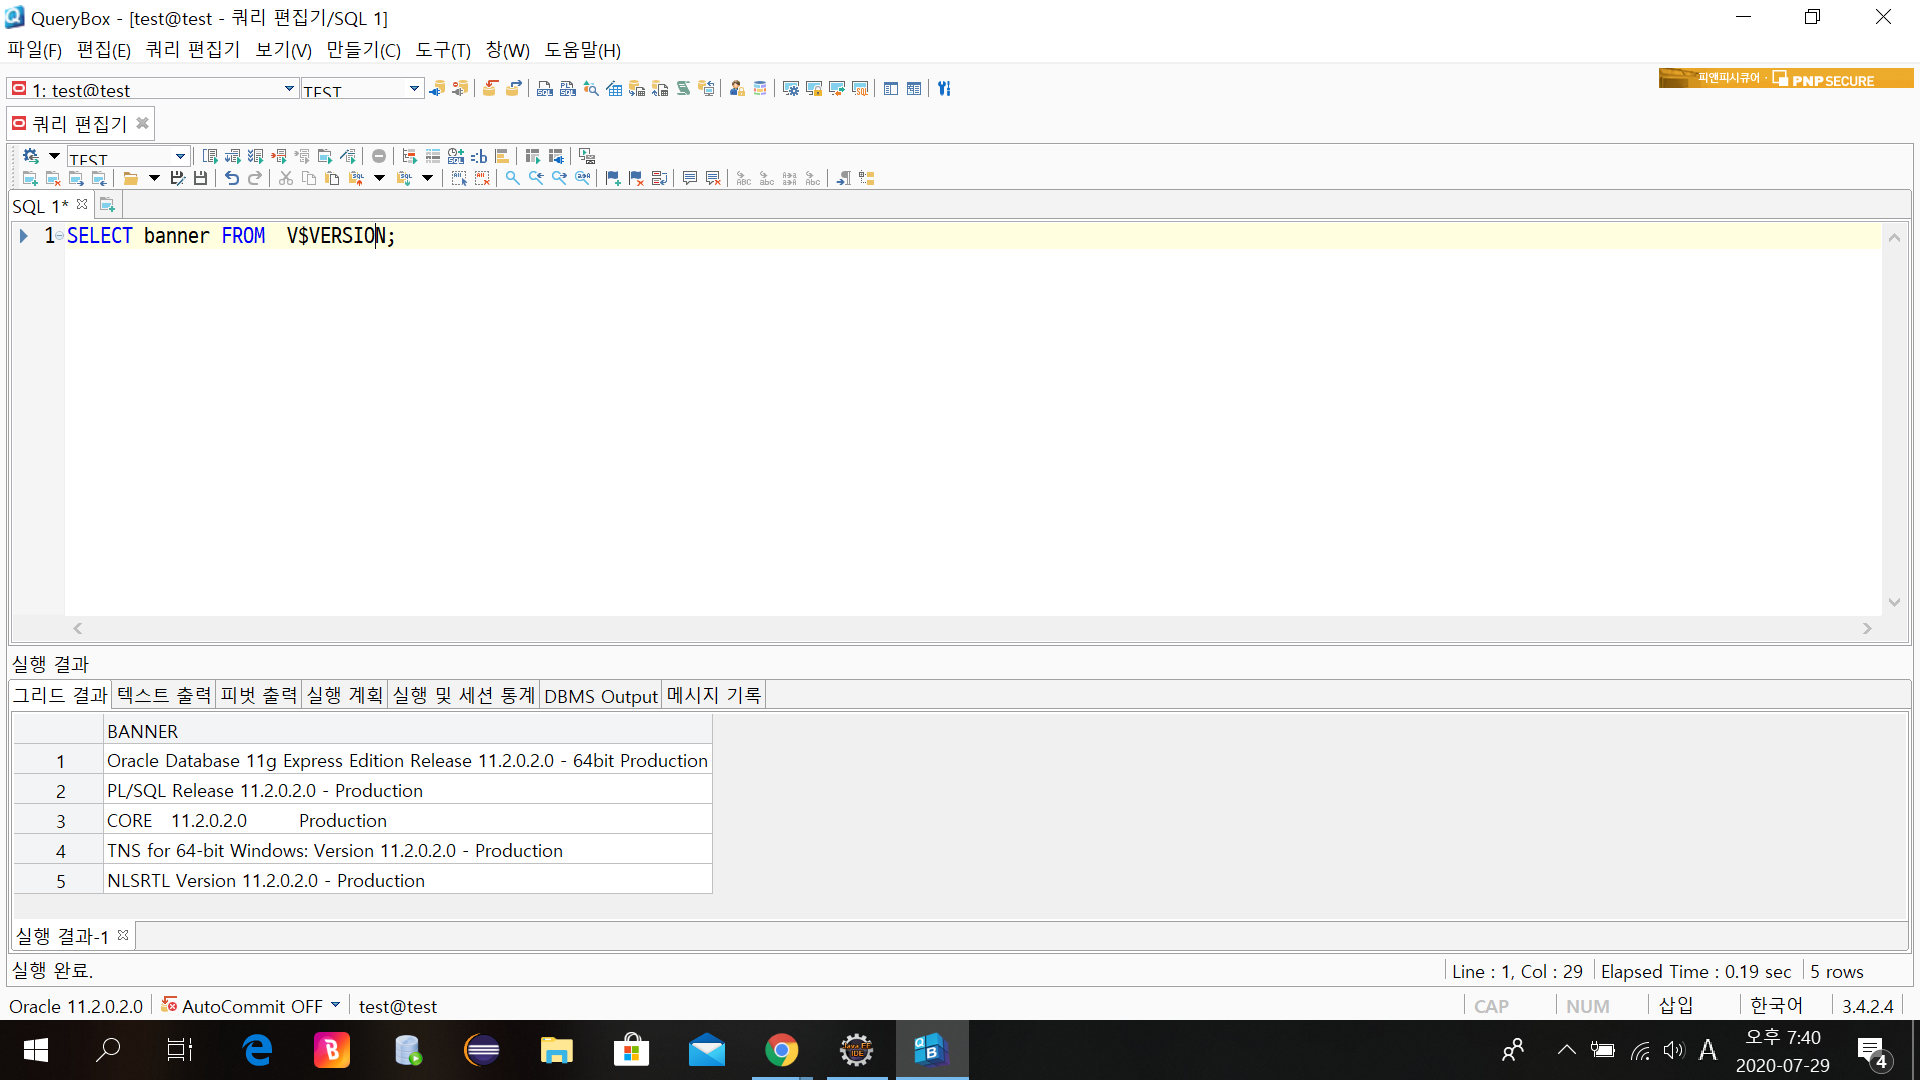 QueryBox - [test@test - 쿼리 편집기/SQL 1]
파일(F) 편집(E) 쿼리 편집기 보기(V) 만들기(C) 도구(T) 창(W) 도움말(H)
1: test@test TEST
피앤피시큐어 · PNP SECURE
쿼리 편집기
TEST
SQL 1*
1 SELECT banner FROM  V$VERSION;
실행 결과
그리드 결과 텍스트 출력 피벗 출력 실행 계획 실행 및 세션 통계 DBMS Output 메시지 기록
BANNER
1 Oracle Database 11g Express Edition Release 11.2.0.2.0 - 64bit Production
2 PL/SQL Release 11.2.0.2.0 - Production
3 CORE 11.2.0.2.0 Production
4 TNS for 64-bit Windows: Version 11.2.0.2.0 - Production
5 NLSRTL Version 11.2.0.2.0 - Production
실행 결과-1
실행 완료. Line : 1, Col : 29 Elapsed Time : 0.19 sec 5 rows
Oracle 11.2.0.2.0 AutoCommit OFF test@test CAP NUM 삽입 한국어 3.4.2.4
A 오후 7:40
2020-07-29
4